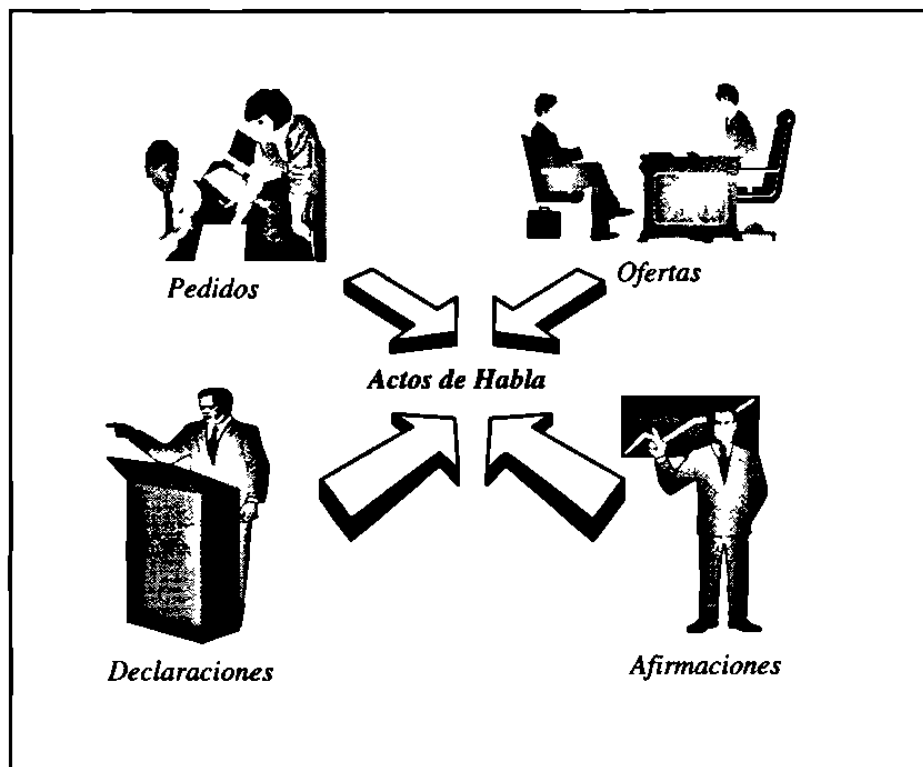 Pedidos
Ofertas
Actos de Habla
Declaraciones
Afirmaciones